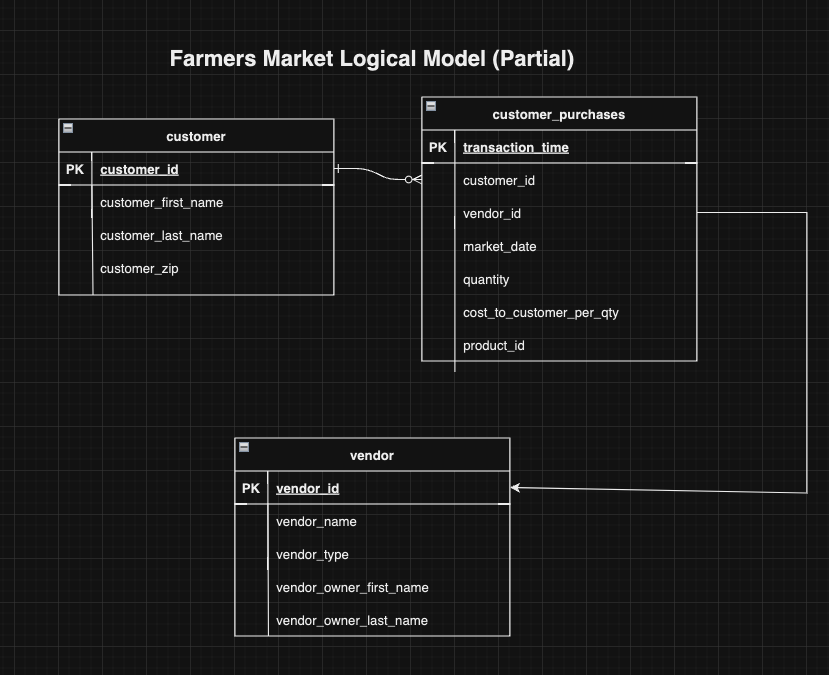 Farmers Market Logical Model (Partial)
customer
PK customer_id
customer_first_name
customer_last_name
customer_zip
customer_purchases
PK transaction_time
customer_id
vendor_id
market_date
quantity
cost_to_customer_per_qty
product_id
vendor
PK vendor_id
vendor_name
vendor_type
vendor_owner_first_name
vendor_owner_last_name